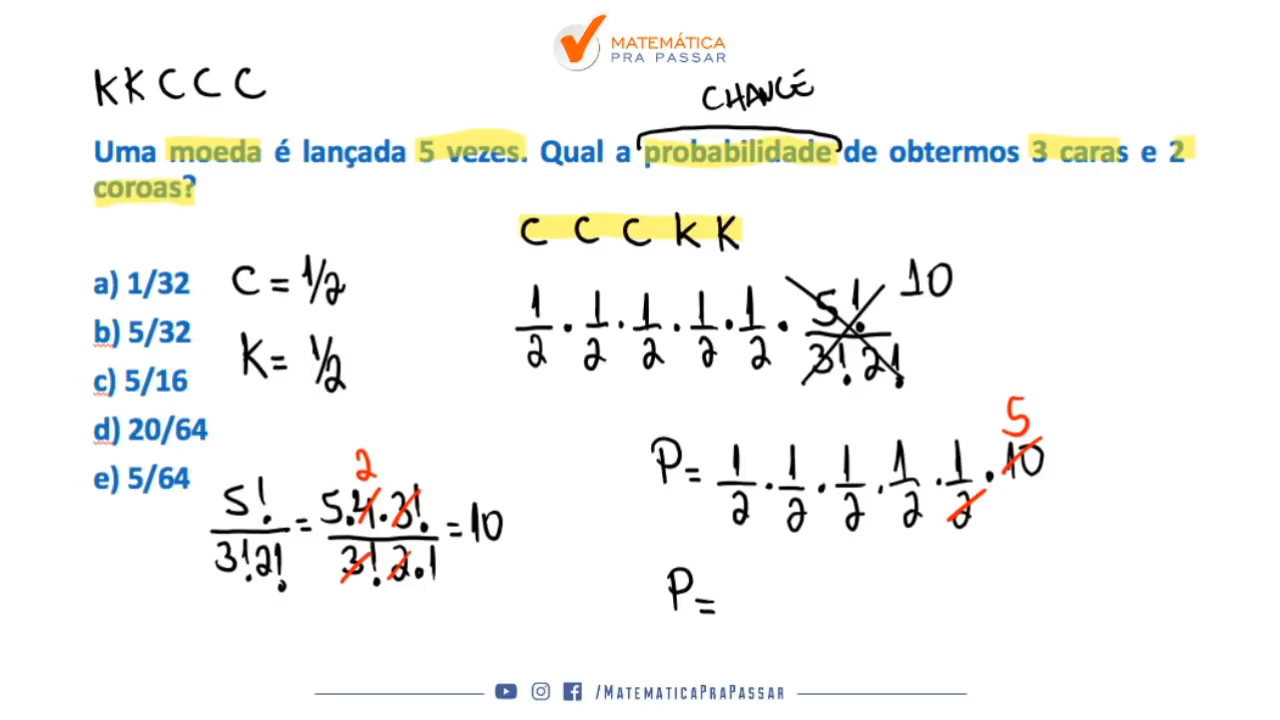 MATEMÁTICA
PRA PASSAR
KKCCC
CHANCE
Uma moeda é lançada 5 vezes. Qual a probabilidade de obtermos 3 caras e 2
coroas?
C C C K K
a) 1/32
b) 5/32
c) 5/16
d) 20/64
e) 5/64
C = 1/2
K = 1/2
1/2 . 1/2 . 1/2 . 1/2 . 1/2 . 5!/3!2! 10
5!/3!2! = 5.4.3!/3!2.1 = 10
2
P = 1/2 . 1/2 . 1/2 . 1/2 . 1/2 . 10
5
P =
/MATEMATICAPRAPASSAR